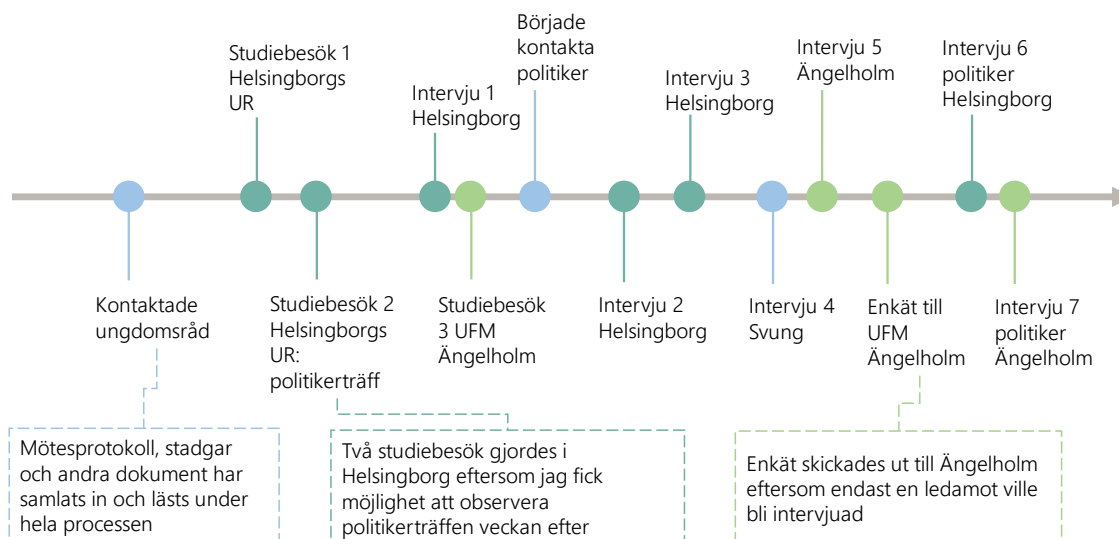 Studiebesök 1
Helsingborgs
UR
Intervju 1
Helsingborg
Började
kontakta
politiker
Intervju 3
Helsingborg
Intervju 5
Ängelholm
Intervju 6
politiker
Helsingborg
Kontaktade
ungdomsråd
Studiebesök 2
Helsingborgs
UR:
politikerträff
Studiebesök
3 UFM
Ängelholm
Intervju 2
Helsingborg
Intervju 4
Svung
Enkät till
UFM
Ängelholm
Intervju 7
politiker
Ängelholm
Mötesprotokoll, stadgar
och andra dokument har
samlats in och lästs under
hela processen
Två studiebesök gjordes i
Helsingborg eftersom jag fick
möjlighet att observera
politikerträffen veckan efter
Enkät skickades ut till Ängelholm
eftersom endast en ledamot ville
bli intervjuad